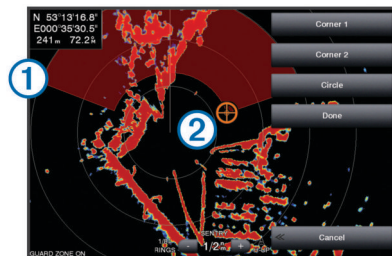 N 53°13'16.8"
E000°35'30.5"
241m 72.2°M
1
2
Corner 1
Corner 2
Circle
Done
Cancel
SENTRY
RINGS
- 1/2 +
GUARD ZONE ON